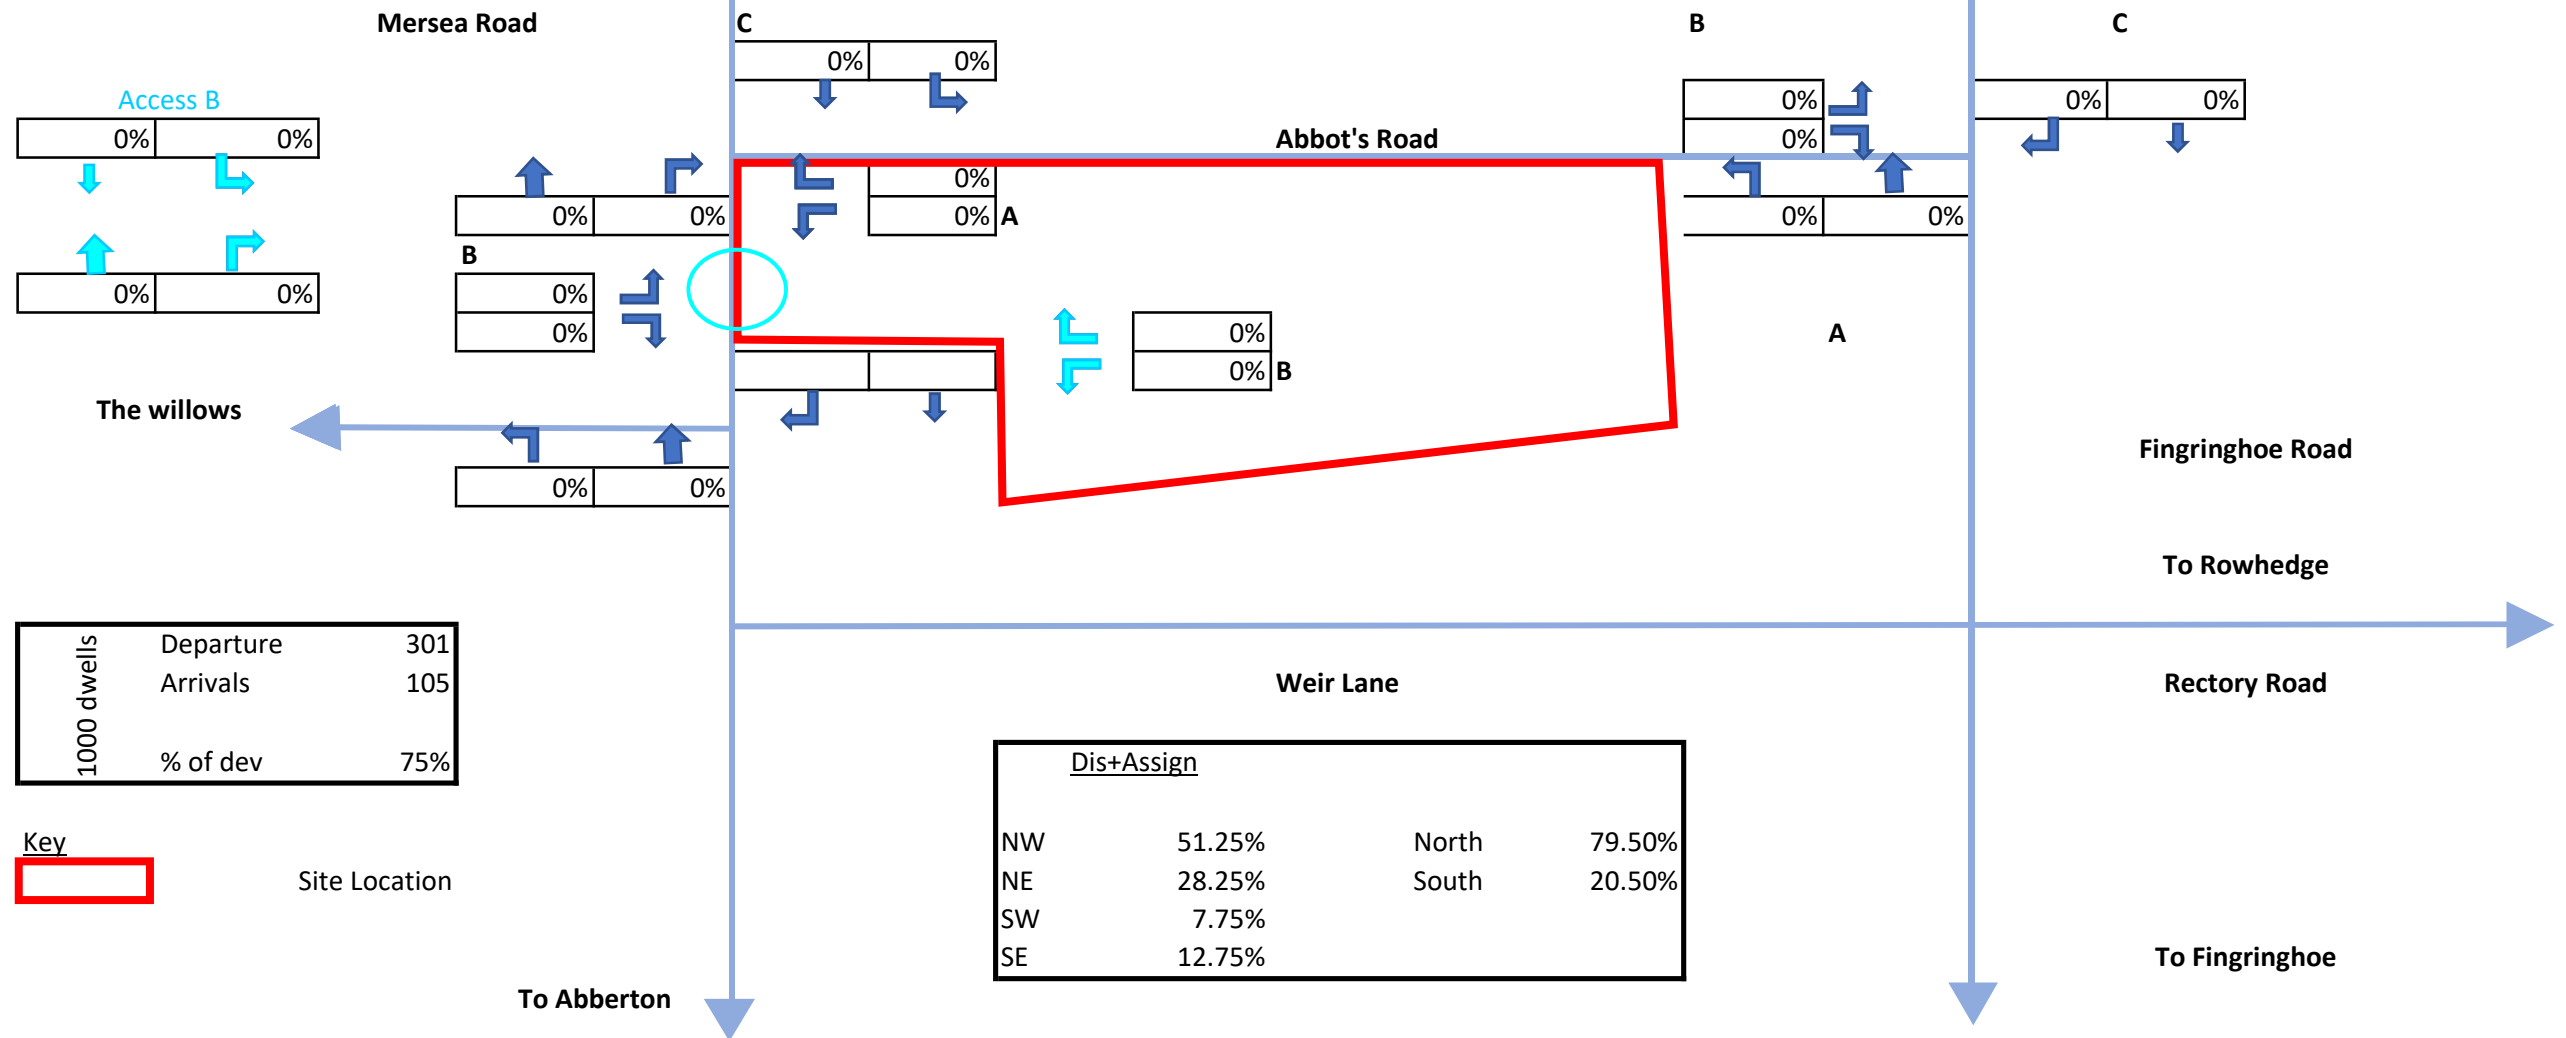 Mersea Road C B C
0% 0%
Access B 0% 0% 0%
0% 0% Abbot's Road 0%
0%
0% 0% 0% A 0% 0%
B
0% 0% 0%
0% 0% A
0% B
The willows
Fingringhoe Road
0% 0%
To Rowhedge
1000 dwells
Departure 301
Arrivals 105
% of dev 75%
Weir Lane Rectory Road
Dis+Assign
NW 51.25% North 79.50%
NE 28.25% South 20.50%
SW 7.75%
SE 12.75%
Key
Site Location
To Fingringhoe
To Abberton